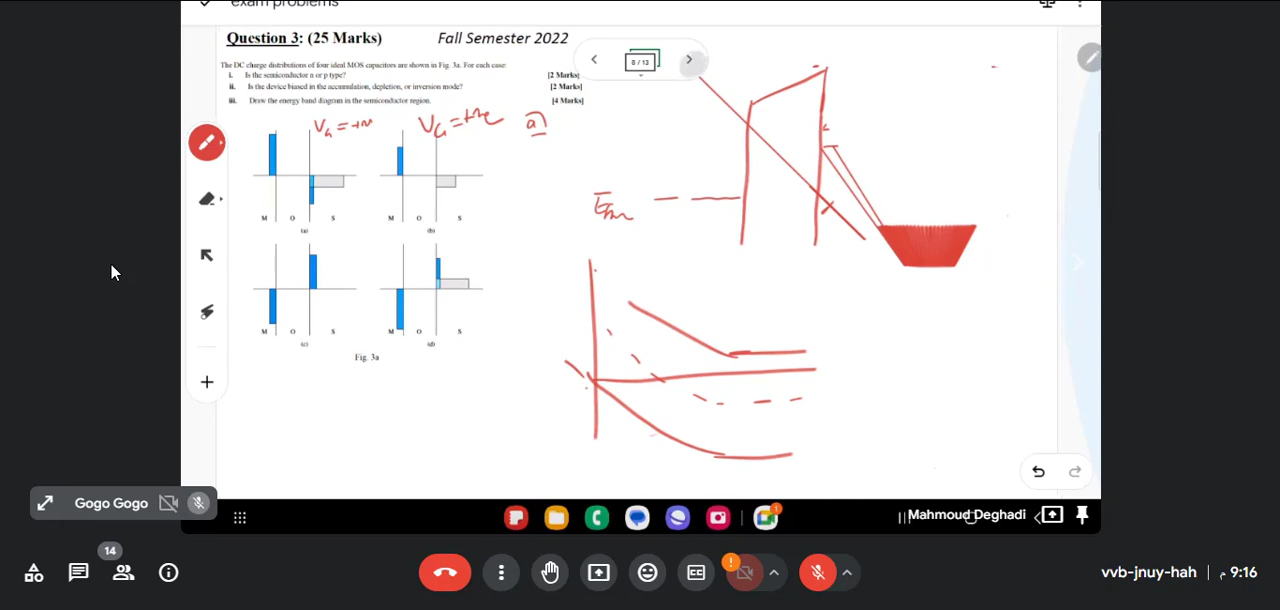 exam problems
Question 3: (25 Marks) Fall Semester 2022
The DC charge distributions of four ideal MOS capacitors are shown in Fig. 3a. For each case:
i. Is the semiconductor n or p type? [2 Marks]
ii. Is the device biased in the accumulation, depletion, or inversion mode? [2 Marks]
iii. Draw the energy band diagram in the semiconductor region. [4 Marks]
8 / 13
VG = +ve a)
M O S
(a)
M O S
(b)
M O S
(c)
M O S
(d)
Fig. 3a
Gogo Gogo
Mahmoud Deghadi
14
1
vvb-jnuy-hah
9:16 م